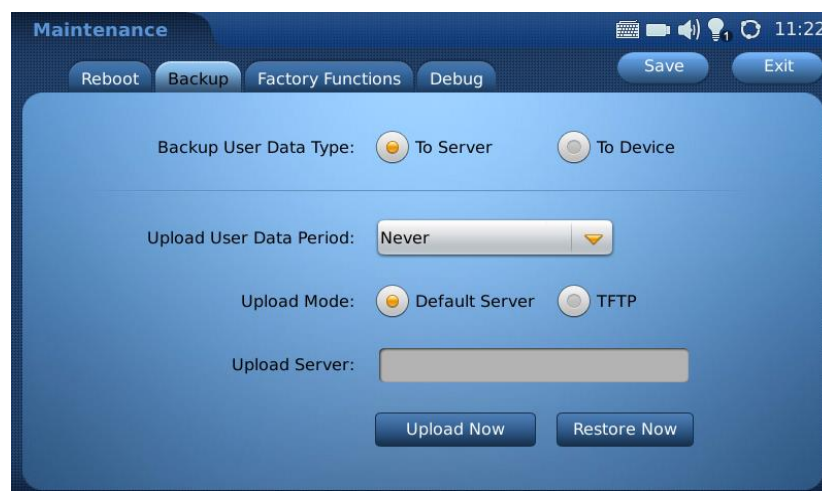 Maintenance
1 11:22
Reboot Backup Factory Functions Debug Save Exit
Backup User Data Type: To Server To Device
Upload User Data Period: Never
Upload Mode: Default Server TFTP
Upload Server:
Upload Now Restore Now